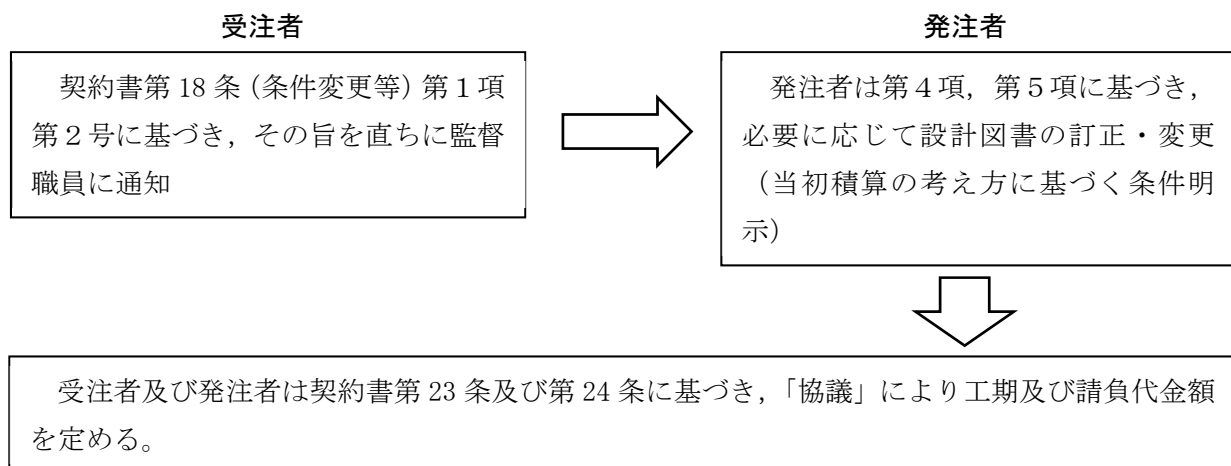 受注者
契約書第 18 条（条件変更等）第１項
第２号に基づき，その旨を直ちに監督
職員に通知
発注者
発注者は第４項，第５項に基づき，
必要に応じて設計図書の訂正・変更
（当初積算の考え方に基づく条件明
示）
受注者及び発注者は契約書第 23 条及び第 24 条に基づき，「協議」により工期及び請負代金額
を定める。